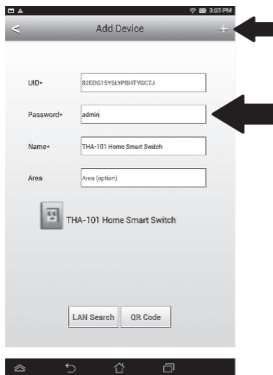 3:03 PM
< Add Device +
UID*
Password* admin
Name* THA-101 Home Smart Switch
Area Area (option)
THA-101 Home Smart Switch
LAN Search QR Code